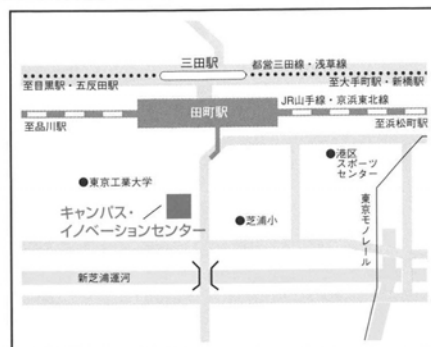 三田駅
都営三田線・浅草線
至目黒駅・五反田駅
至大手町駅・新橋駅
田町駅
JR山手線・京浜東北線
至品川駅
至浜松町駅
●港区
スポーツ
センター
●東京工業大学
キャンパス・
イノベーションセンター
●芝浦小
東京モノレール
新芝浦運河